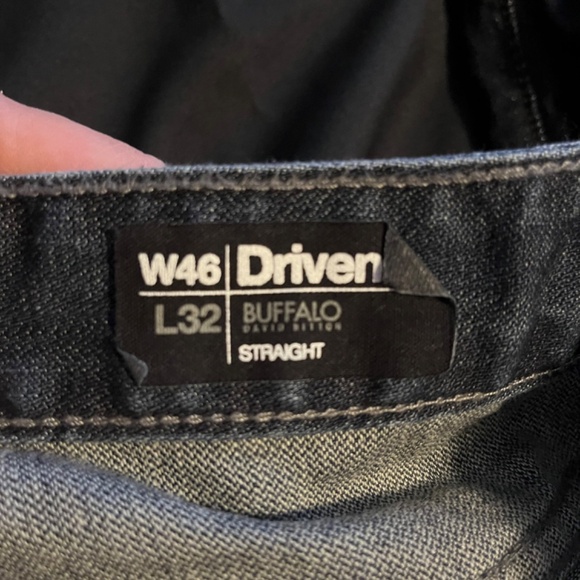 W46 Driven
L32 BUFFALO
DAVID BITTON
STRAIGHT